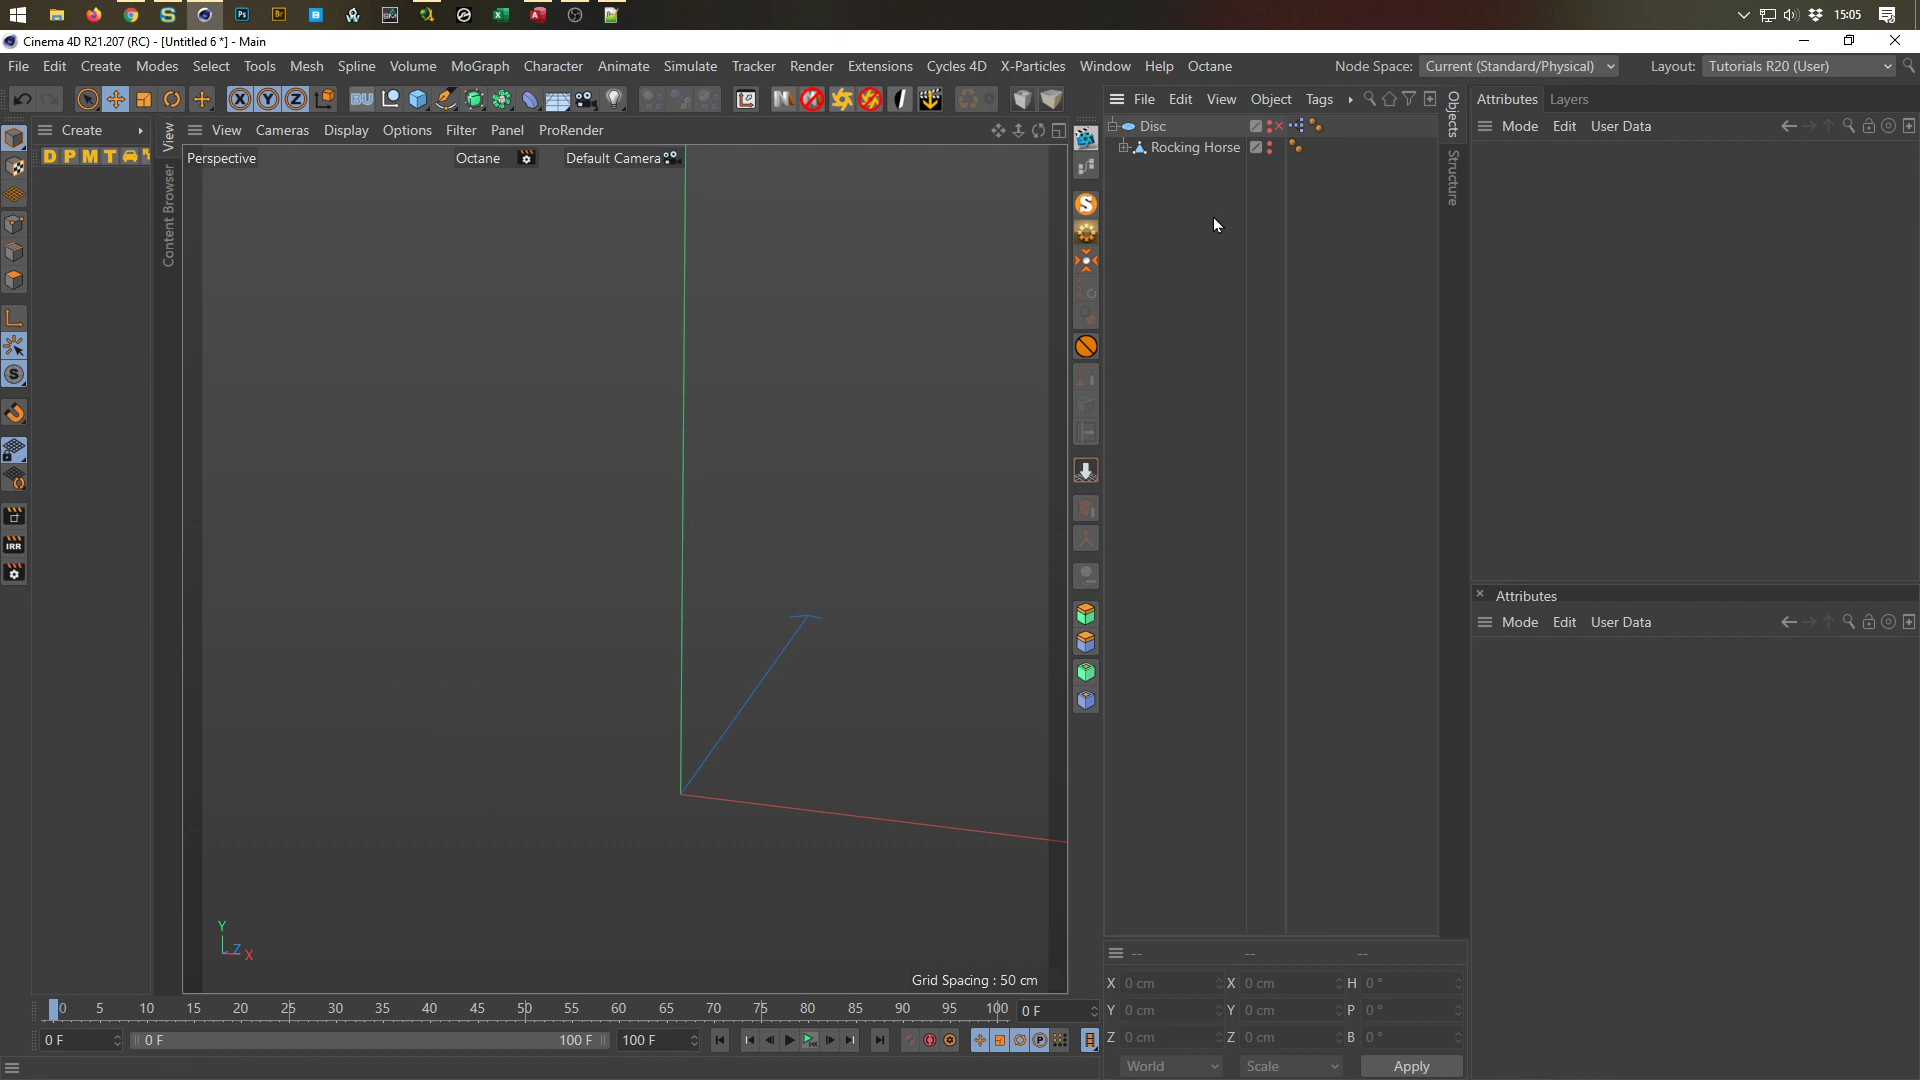 15:05
Cinema 4D R21.207 (RC) - [Untitled 6 *] - Main
File Edit Create Modes Select Tools Mesh Spline Volume MoGraph Character Animate Simulate Tracker Render Extensions Cycles 4D X-Particles Window Help Octane Node Space: Current (Standard/Physical) Layout: Tutorials R20 (User)
X Y Z BU
File Edit View Object Tags
Objects
Structure
Attributes Layers
Create
D P M T
View
Content Browser
View Cameras Display Options Filter Panel ProRender
Mode Edit User Data
Disc
Rocking Horse
Perspective Octane Default Camera
S
S
IRR
Attributes
Mode Edit User Data
Y
Z X
Grid Spacing : 50 cm
-- -- --
X 0 cm X 0 cm H 0 °
Y 0 cm Y 0 cm P 0 °
Z 0 cm Z 0 cm B 0 °
World Scale Apply
0 5 10 15 20 25 30 35 40 45 50 55 60 65 70 75 80 85 90 95 100 0 F
0 F 0 F 100 F 100 F
P